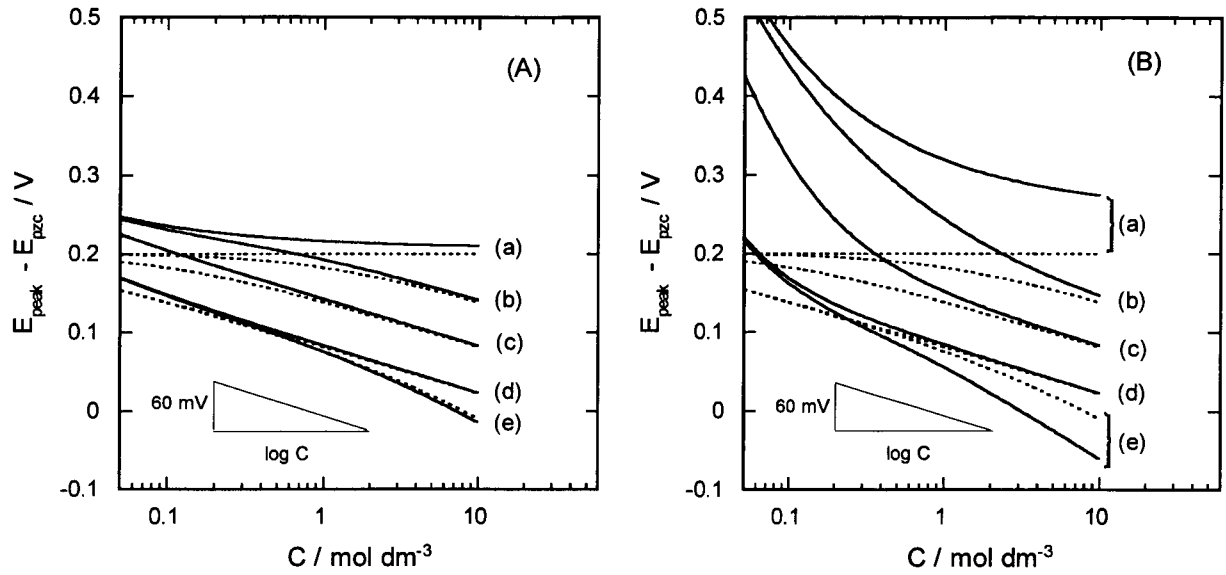 (A)
0.5
0.4
0.3
0.2
0.1
0
-0.1
E_peak - E_pzc / V
(a)
(b)
(c)
(d)
(e)
60 mV
log C
0.1 1 10
C / mol dm-3
(B)
0.5
0.4
0.3
0.2
0.1
0
-0.1
E_peak - E_pzc / V
(a)
(b)
(c)
(d)
(e)
60 mV
log C
0.1 1 10
C / mol dm-3